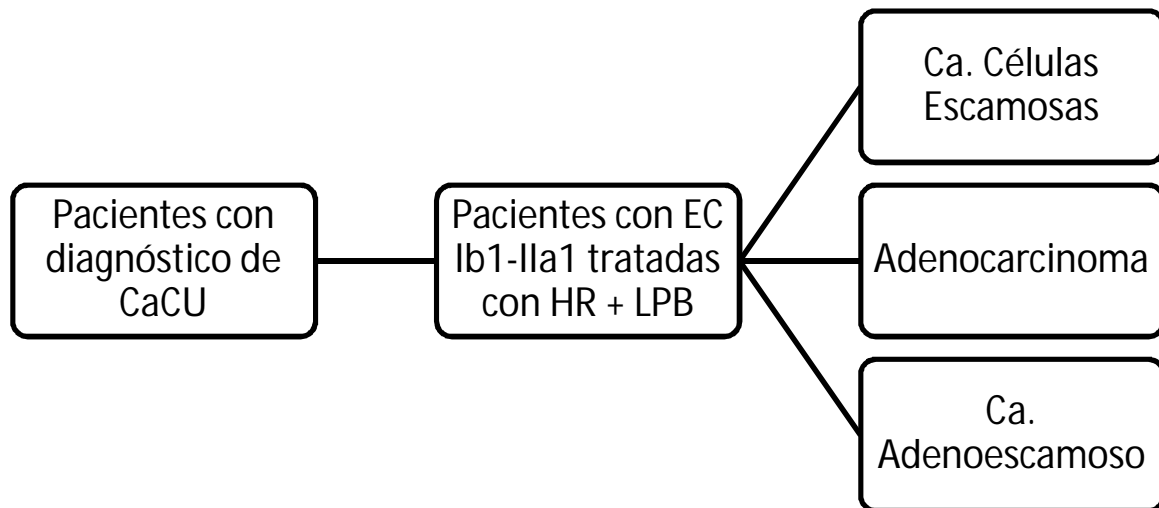 Pacientes con
diagnóstico de
CaCU
Pacientes con EC
Ib1-IIa1 tratadas
con HR + LPB
Ca. Células
Escamosas
Adenocarcinoma
Ca.
Adenoescamoso